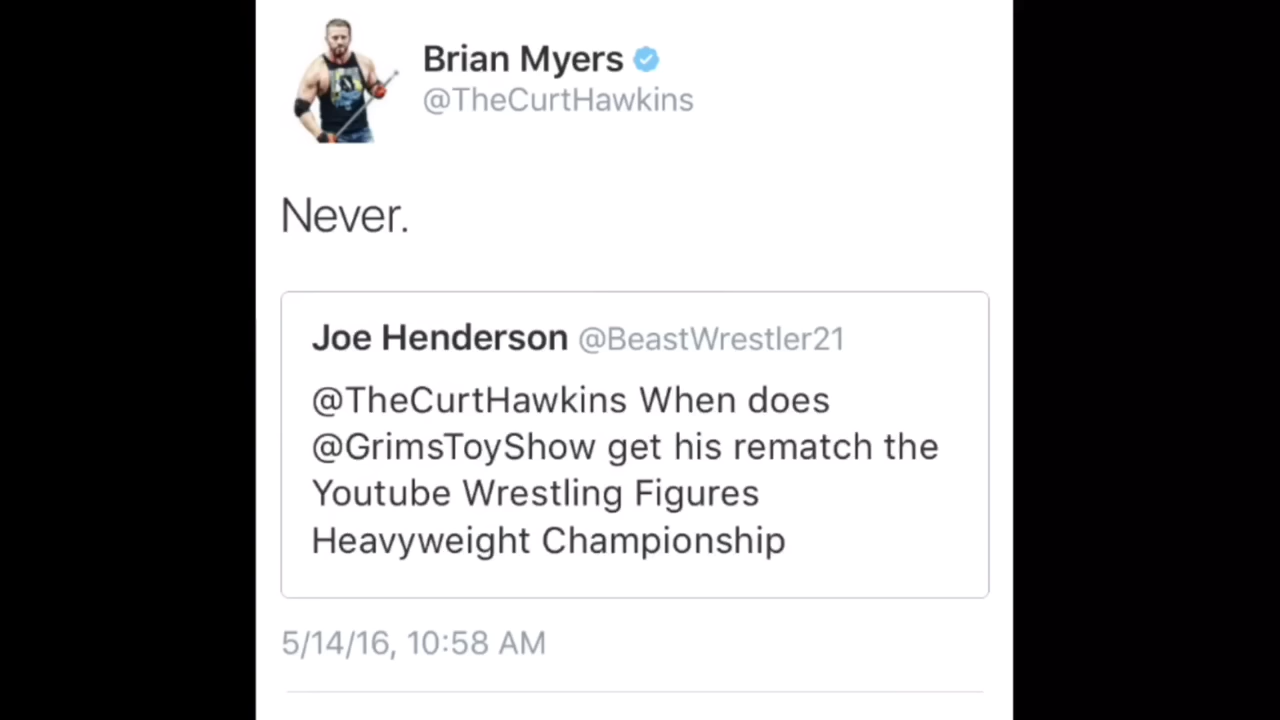 Brian Myers
@TheCurtHawkins
Never.
Joe Henderson @BeastWrestler21
@TheCurtHawkins When does
@GrimsToyShow get his rematch the
Youtube Wrestling Figures
Heavyweight Championship
5/14/16, 10:58 AM